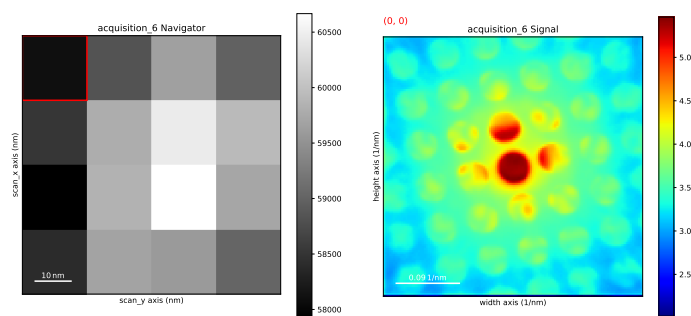 (0, 0)
acquisition_6 Navigator
scan_x axis (nm)
10 nm
scan_y axis (nm)
60500
60000
59500
59000
58500
58000
acquisition_6 Signal
height axis (1/nm)
0.091/nm
width axis (1/nm)
5.0
4.5
4.0
3.5
3.0
2.5